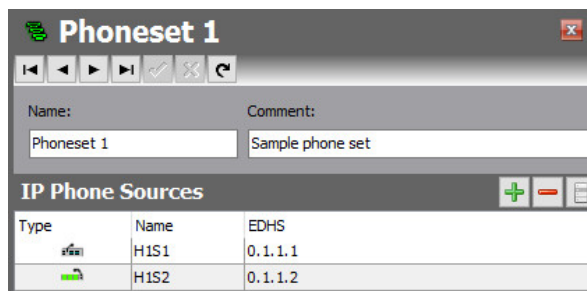 Phoneset 1
Name: Comment:
Phoneset 1 Sample phone set
IP Phone Sources
Type Name EDHS
H1S1 0.1.1.1
H1S2 0.1.1.2